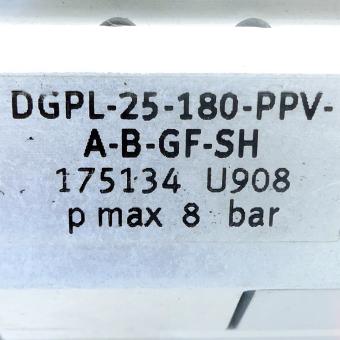 DGPL-25-180-PPV-
A-B-GF-SH
175134 U908
p max 8 bar